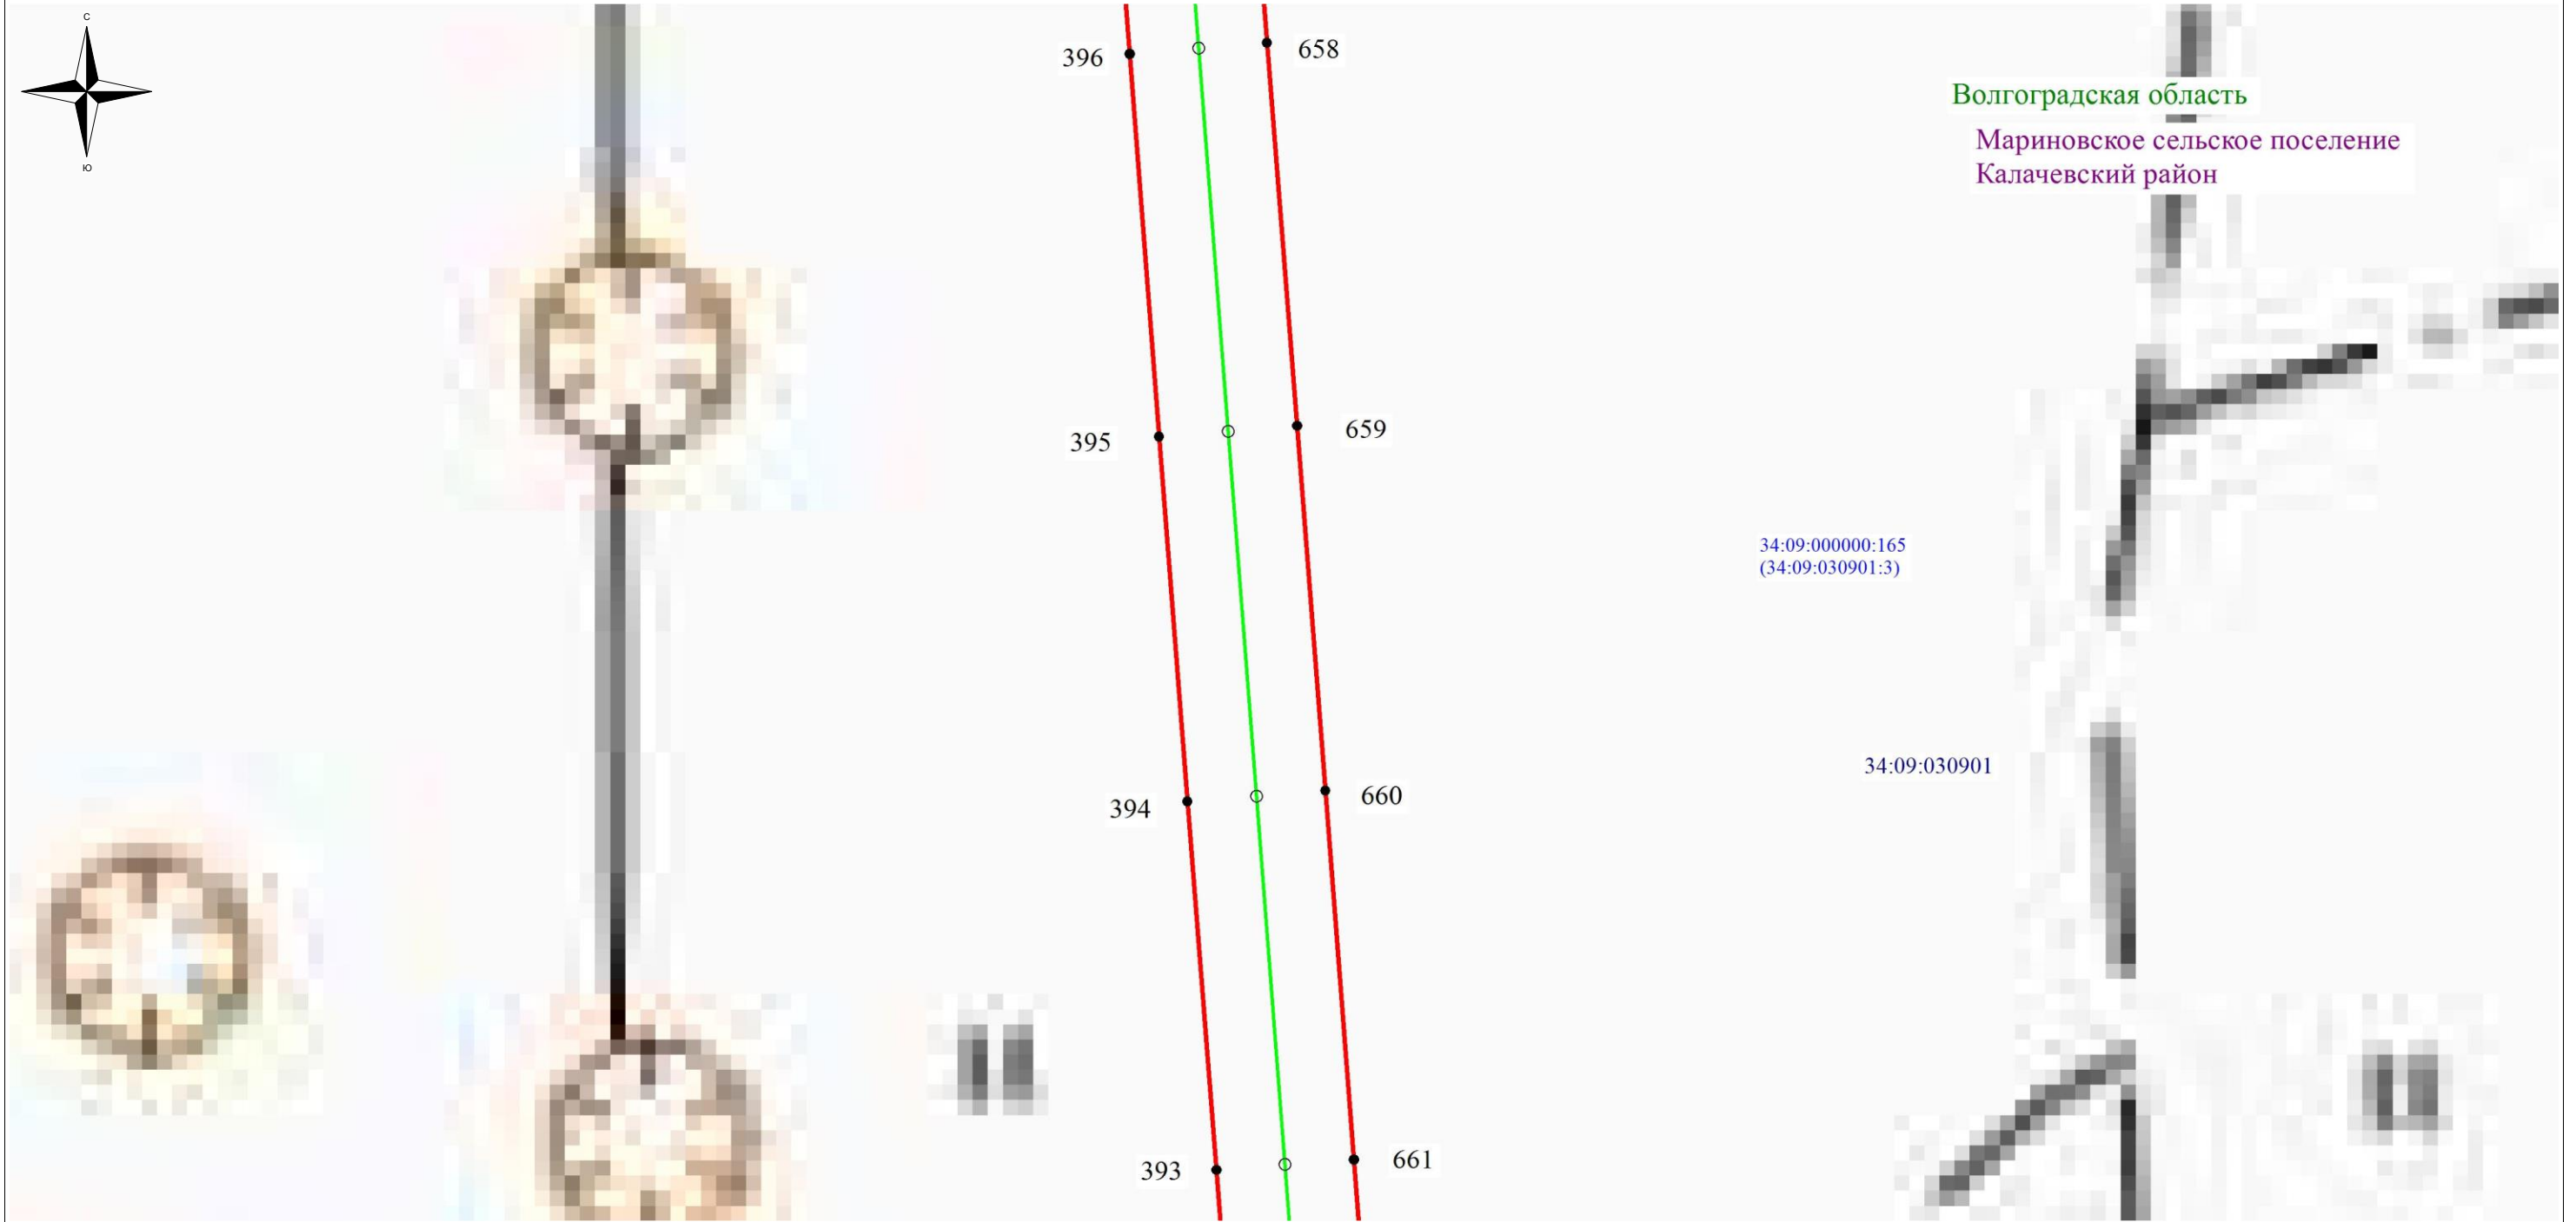 С
Ю
396
658
Волгоградская область
Мариновское сельское поселение
Калачевский район
395
659
34:09:000000:165
(34:09:030901:3)
34:09:030901
394
660
393
661